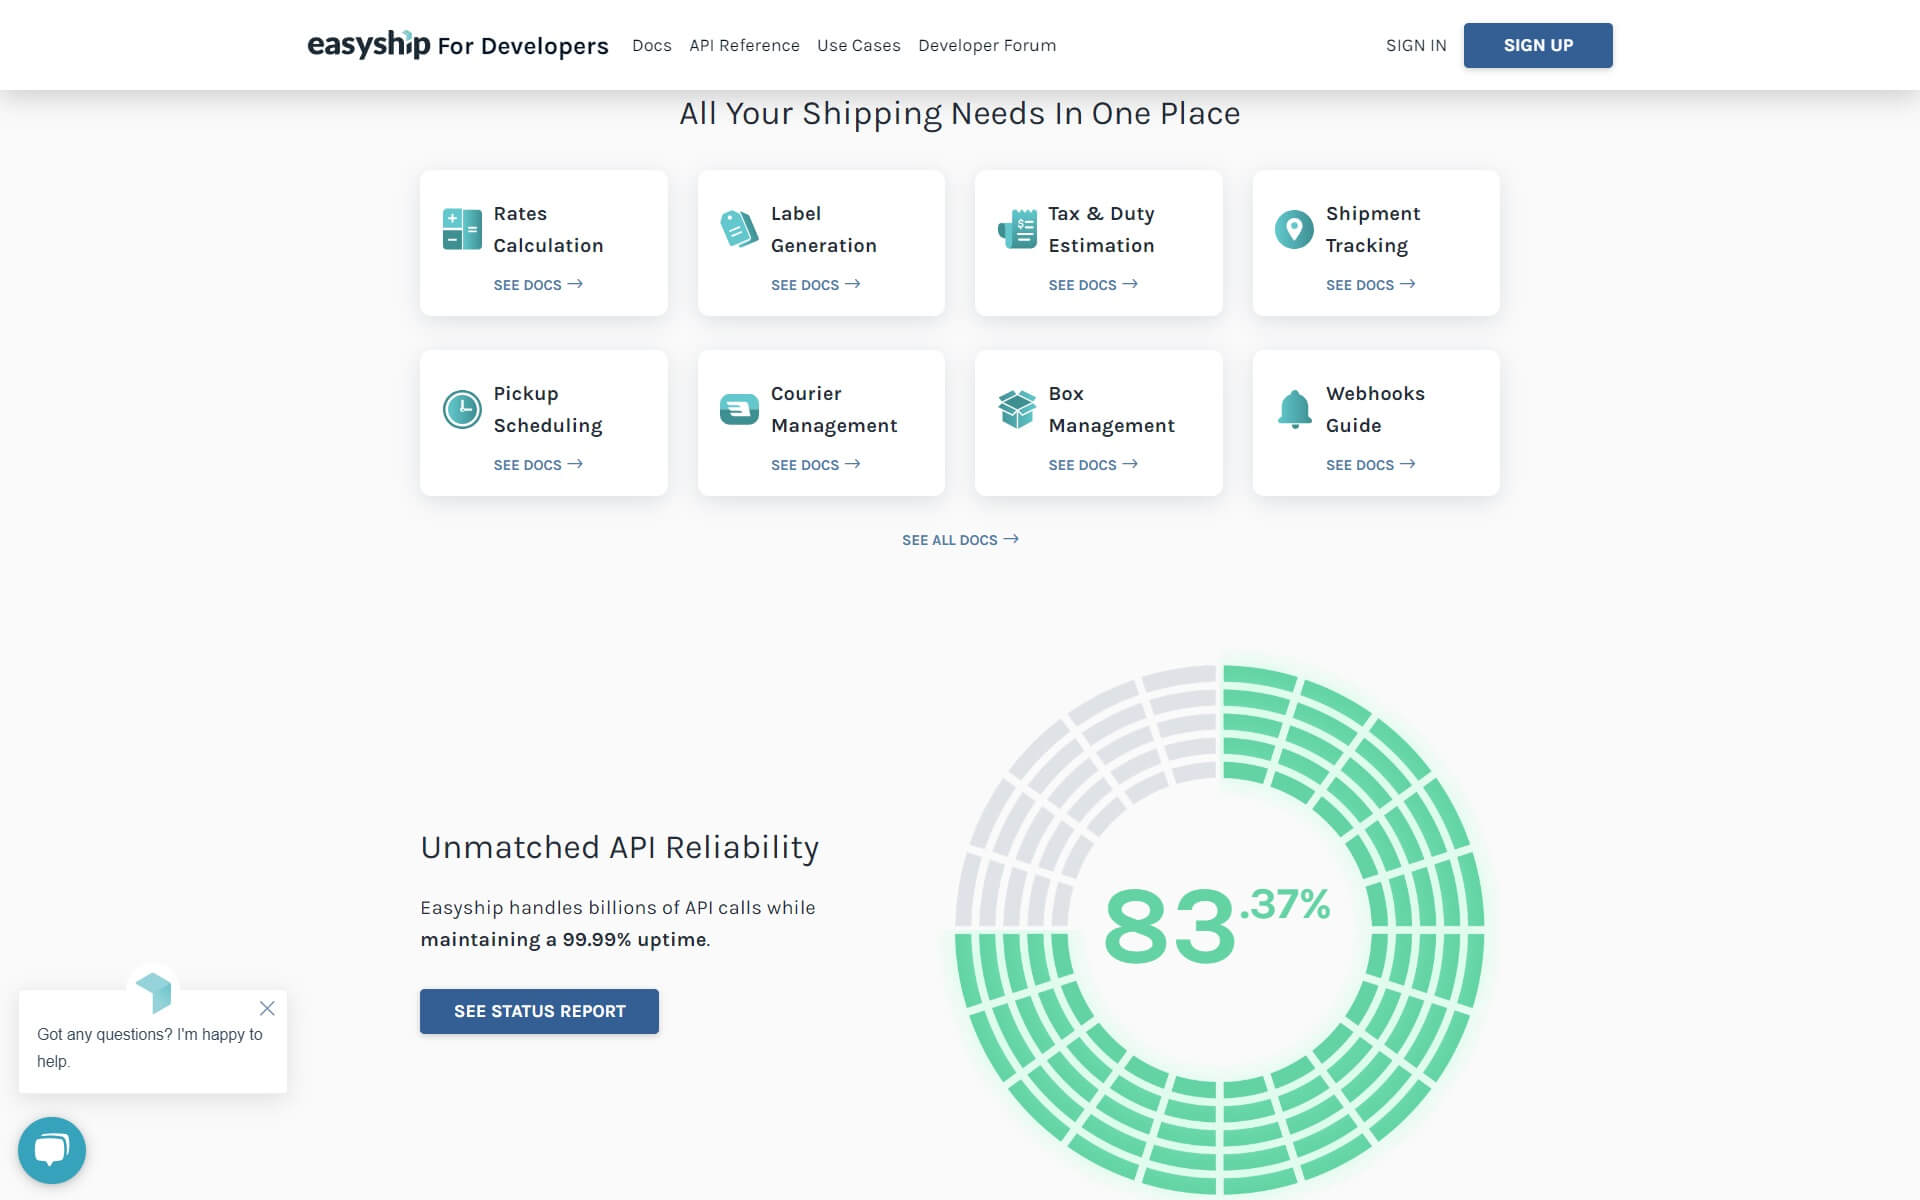 easyship For Developers Docs API Reference Use Cases Developer Forum SIGN IN SIGN UP
All Your Shipping Needs In One Place
Rates
Calculation
SEE DOCS →
Label
Generation
SEE DOCS →
Tax & Duty
Estimation
SEE DOCS →
Shipment
Tracking
SEE DOCS →
Pickup
Scheduling
SEE DOCS →
Courier
Management
SEE DOCS →
Box
Management
SEE DOCS →
Webhooks
Guide
SEE DOCS →
SEE ALL DOCS →
Unmatched API Reliability
Easyship handles billions of API calls while
maintaining a 99.99% uptime.
SEE STATUS REPORT
83.37%
Got any questions? I'm happy to
help.